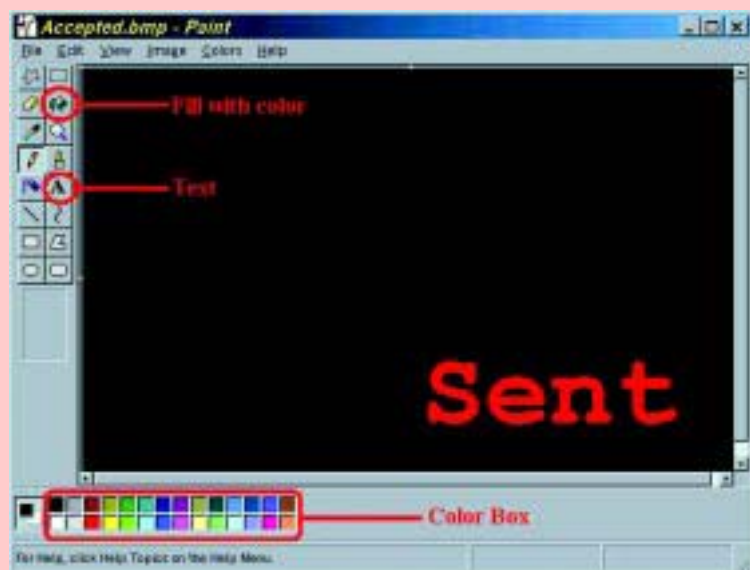 Accepted.bmp - Paint
File Edit View Image Colors Help
Fill with color
A
Text
Sent
Color Box
For Help, click Help Topics on the Help Menu.